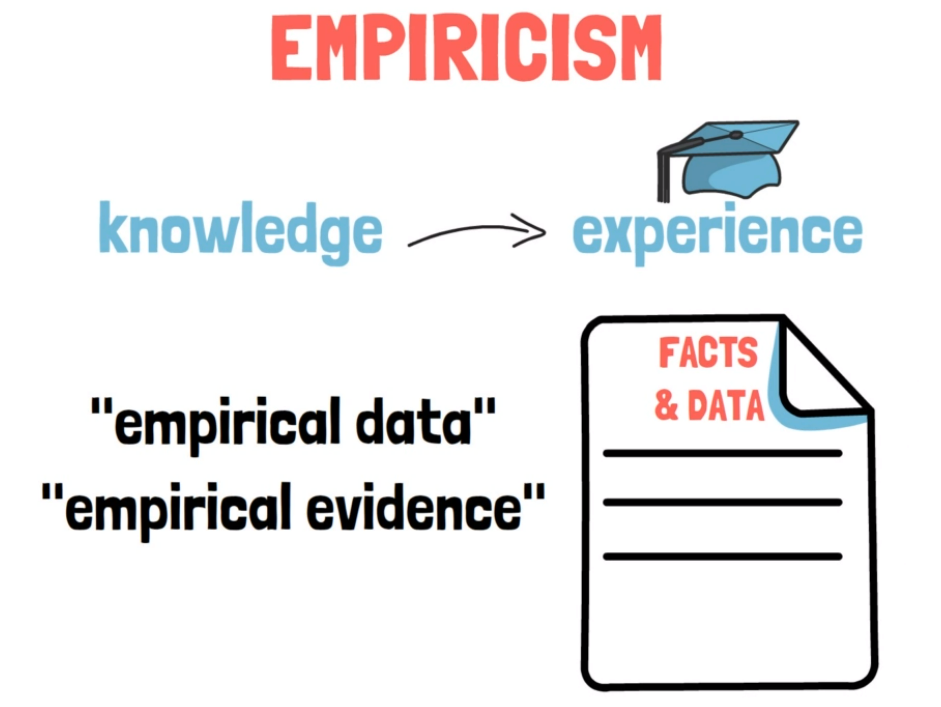 EMPIRICISM
knowledge experience
FACTS
& DATA
"empirical data"
"empirical evidence"